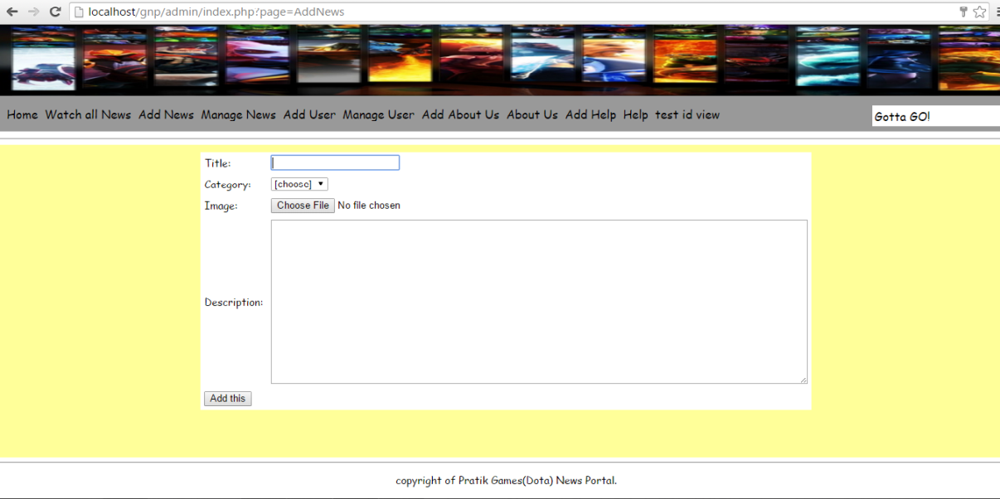 localhost/gnp/admin/index.php?page=AddNews
Home Watch all News Add News Manage News Add User Manage User Add About Us About Us Add Help Help test id view Gotta GO!
Title:
Category: [choose]
Image: Choose File No file chosen
Description:
Add this
copyright of Pratik Games(Dota) News Portal.